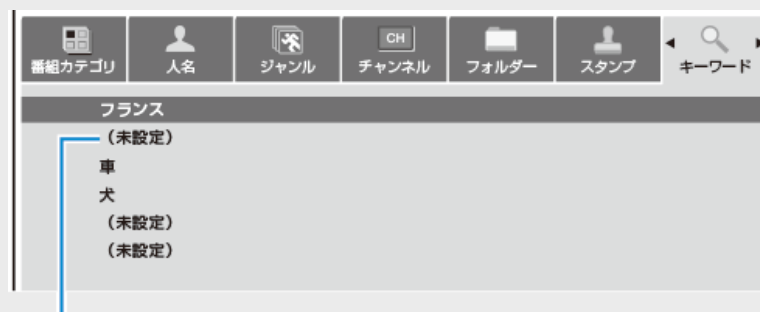 CH
番組カテゴリ 人名 ジャンル チャンネル フォルダー スタンプ キーワード
フランス
（未設定）
車
犬
（未設定）
（未設定）